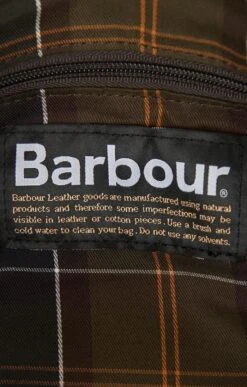 Barbour®
Barbour Leather goods are manufactured using natural
products and therefore some imperfections may be
visible in leather or cotton pieces. Use a brush and
cold water to clean your bag. Do not use any solvents.